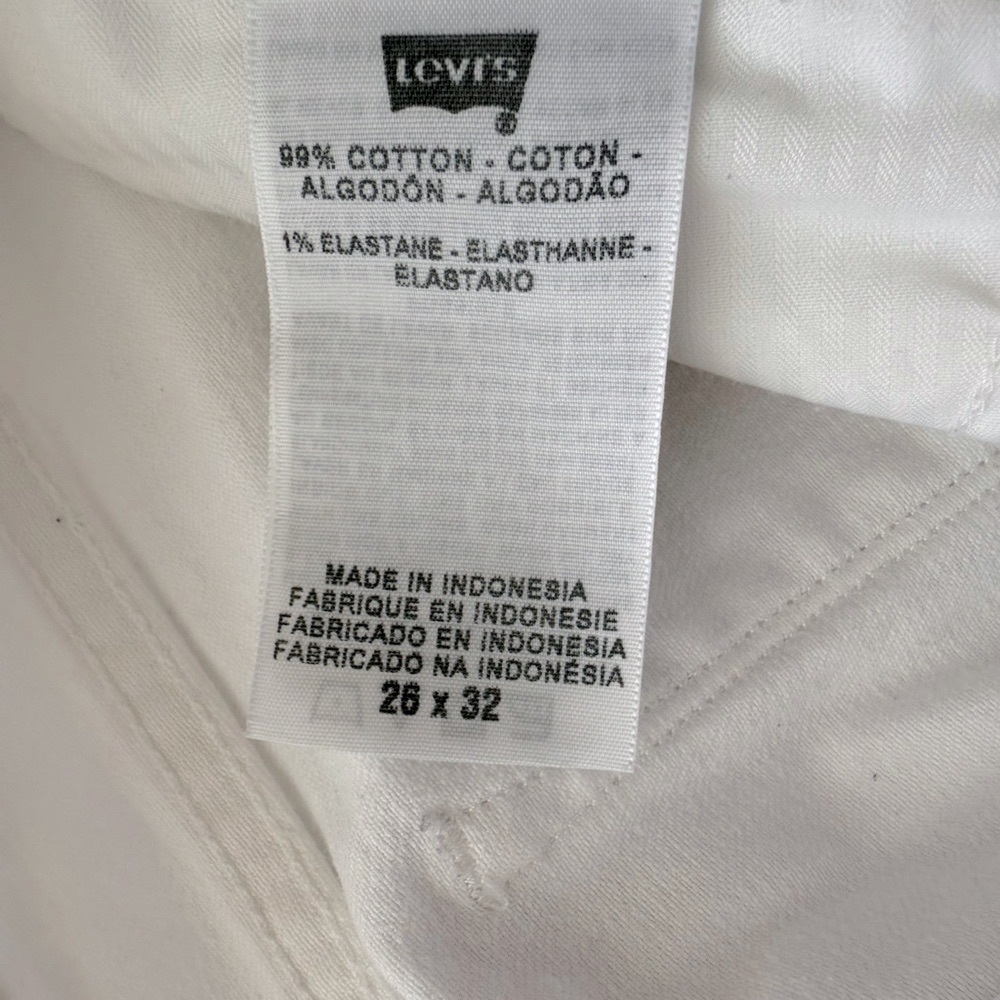 LEVI'S
®
99% COTTON - COTON -
ALGODÓN - ALGODÃO
1% ELASTANE - ELASTHANNE -
ELASTANO
MADE IN INDONESIA
FABRIQUE EN INDONESIE
FABRICADO EN INDONESIA
FABRICADO NA INDONÉSIA
26 x 32